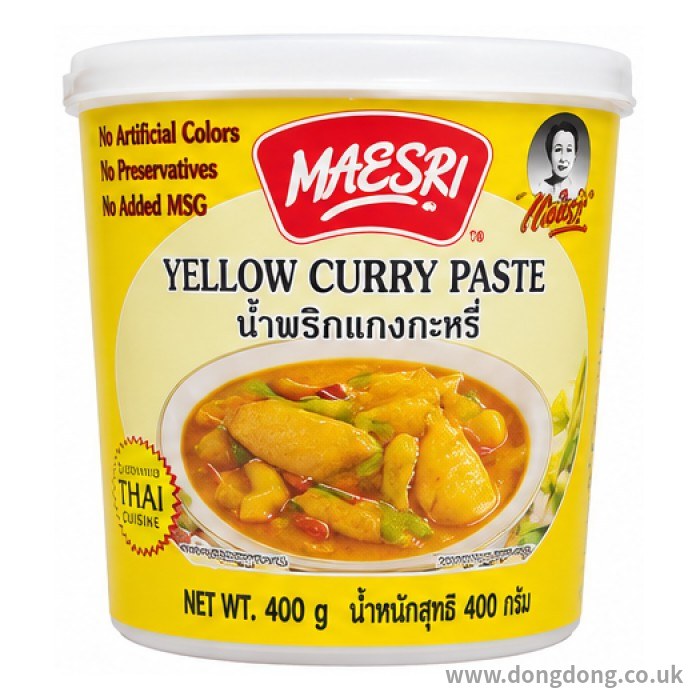 No Artificial Colors
No Preservatives
No Added MSG
MAESRI
แม่ศรี
YELLOW CURRY PASTE
น้ำพริกแกงกะหรี่
THAI
CUISINE
NET WT. 400 g น้ำหนักสุทธิ 400 กรัม
www.dongdong.co.uk